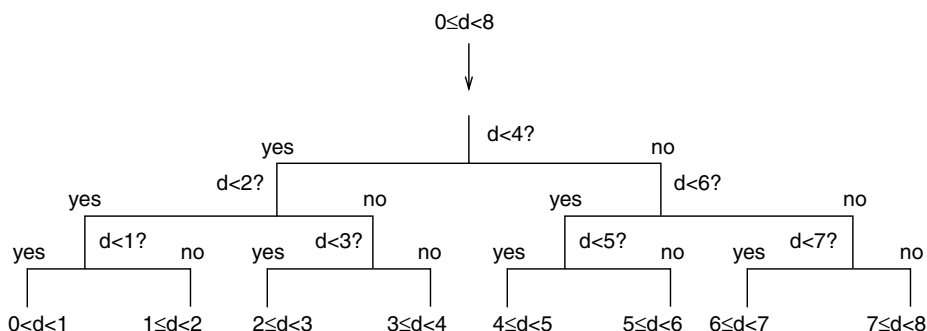 0≤d<8
d<4?
yes no
d<2? d<6?
yes no yes no
d<1? d<3? d<5? d<7?
yes no yes no yes no yes no
0<d<1 1≤d<2 2≤d<3 3≤d<4 4≤d<5 5≤d<6 6≤d<7 7≤d<8